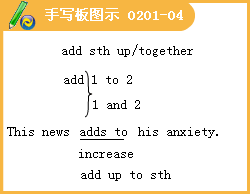 手写板图示 0201-04
add sth up/together
add 1 to 2
1 and 2
This news adds to his anxiety.
increase
add up to sth